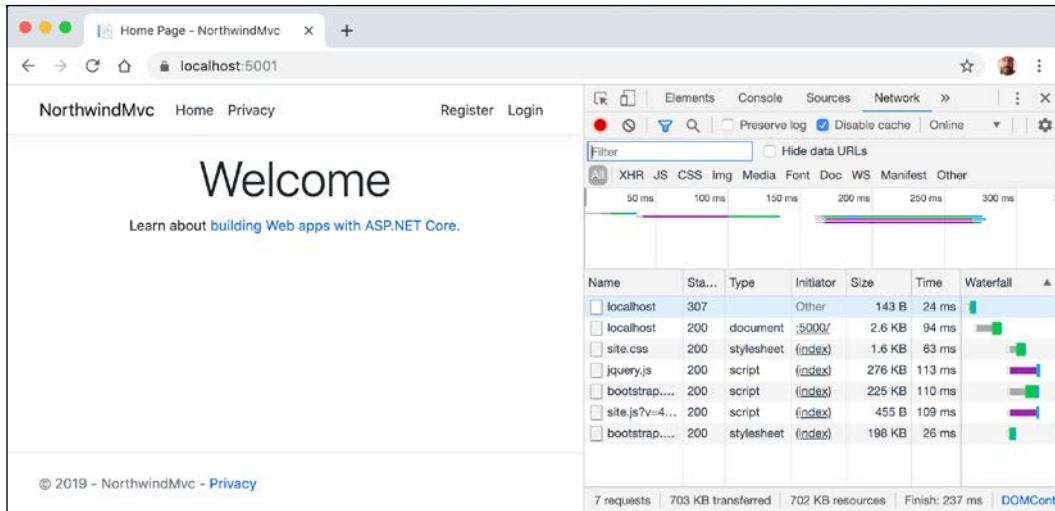 Home Page - NorthwindMvc
localhost:5001
NorthwindMvc Home Privacy Register Login
Welcome
Learn about building Web apps with ASP.NET Core.
© 2019 - NorthwindMvc - Privacy
Elements Console Sources Network »
Preserve log Disable cache Online
Filter Hide data URLs
All XHR JS CSS Img Media Font Doc WS Manifest Other
50 ms 100 ms 150 ms 200 ms 250 ms 300 ms
Name Sta... Type Initiator Size Time Waterfall
localhost 307 Other 143 B 24 ms
localhost 200 document :5000/ 2.6 KB 94 ms
site.css 200 stylesheet (index) 1.6 KB 63 ms
jquery.js 200 script (index) 276 KB 113 ms
bootstrap.... 200 script (index) 225 KB 110 ms
site.js?v=4... 200 script (index) 455 B 109 ms
bootstrap.... 200 stylesheet (index) 198 KB 26 ms
7 requests 703 KB transferred 702 KB resources Finish: 237 ms DOMCont